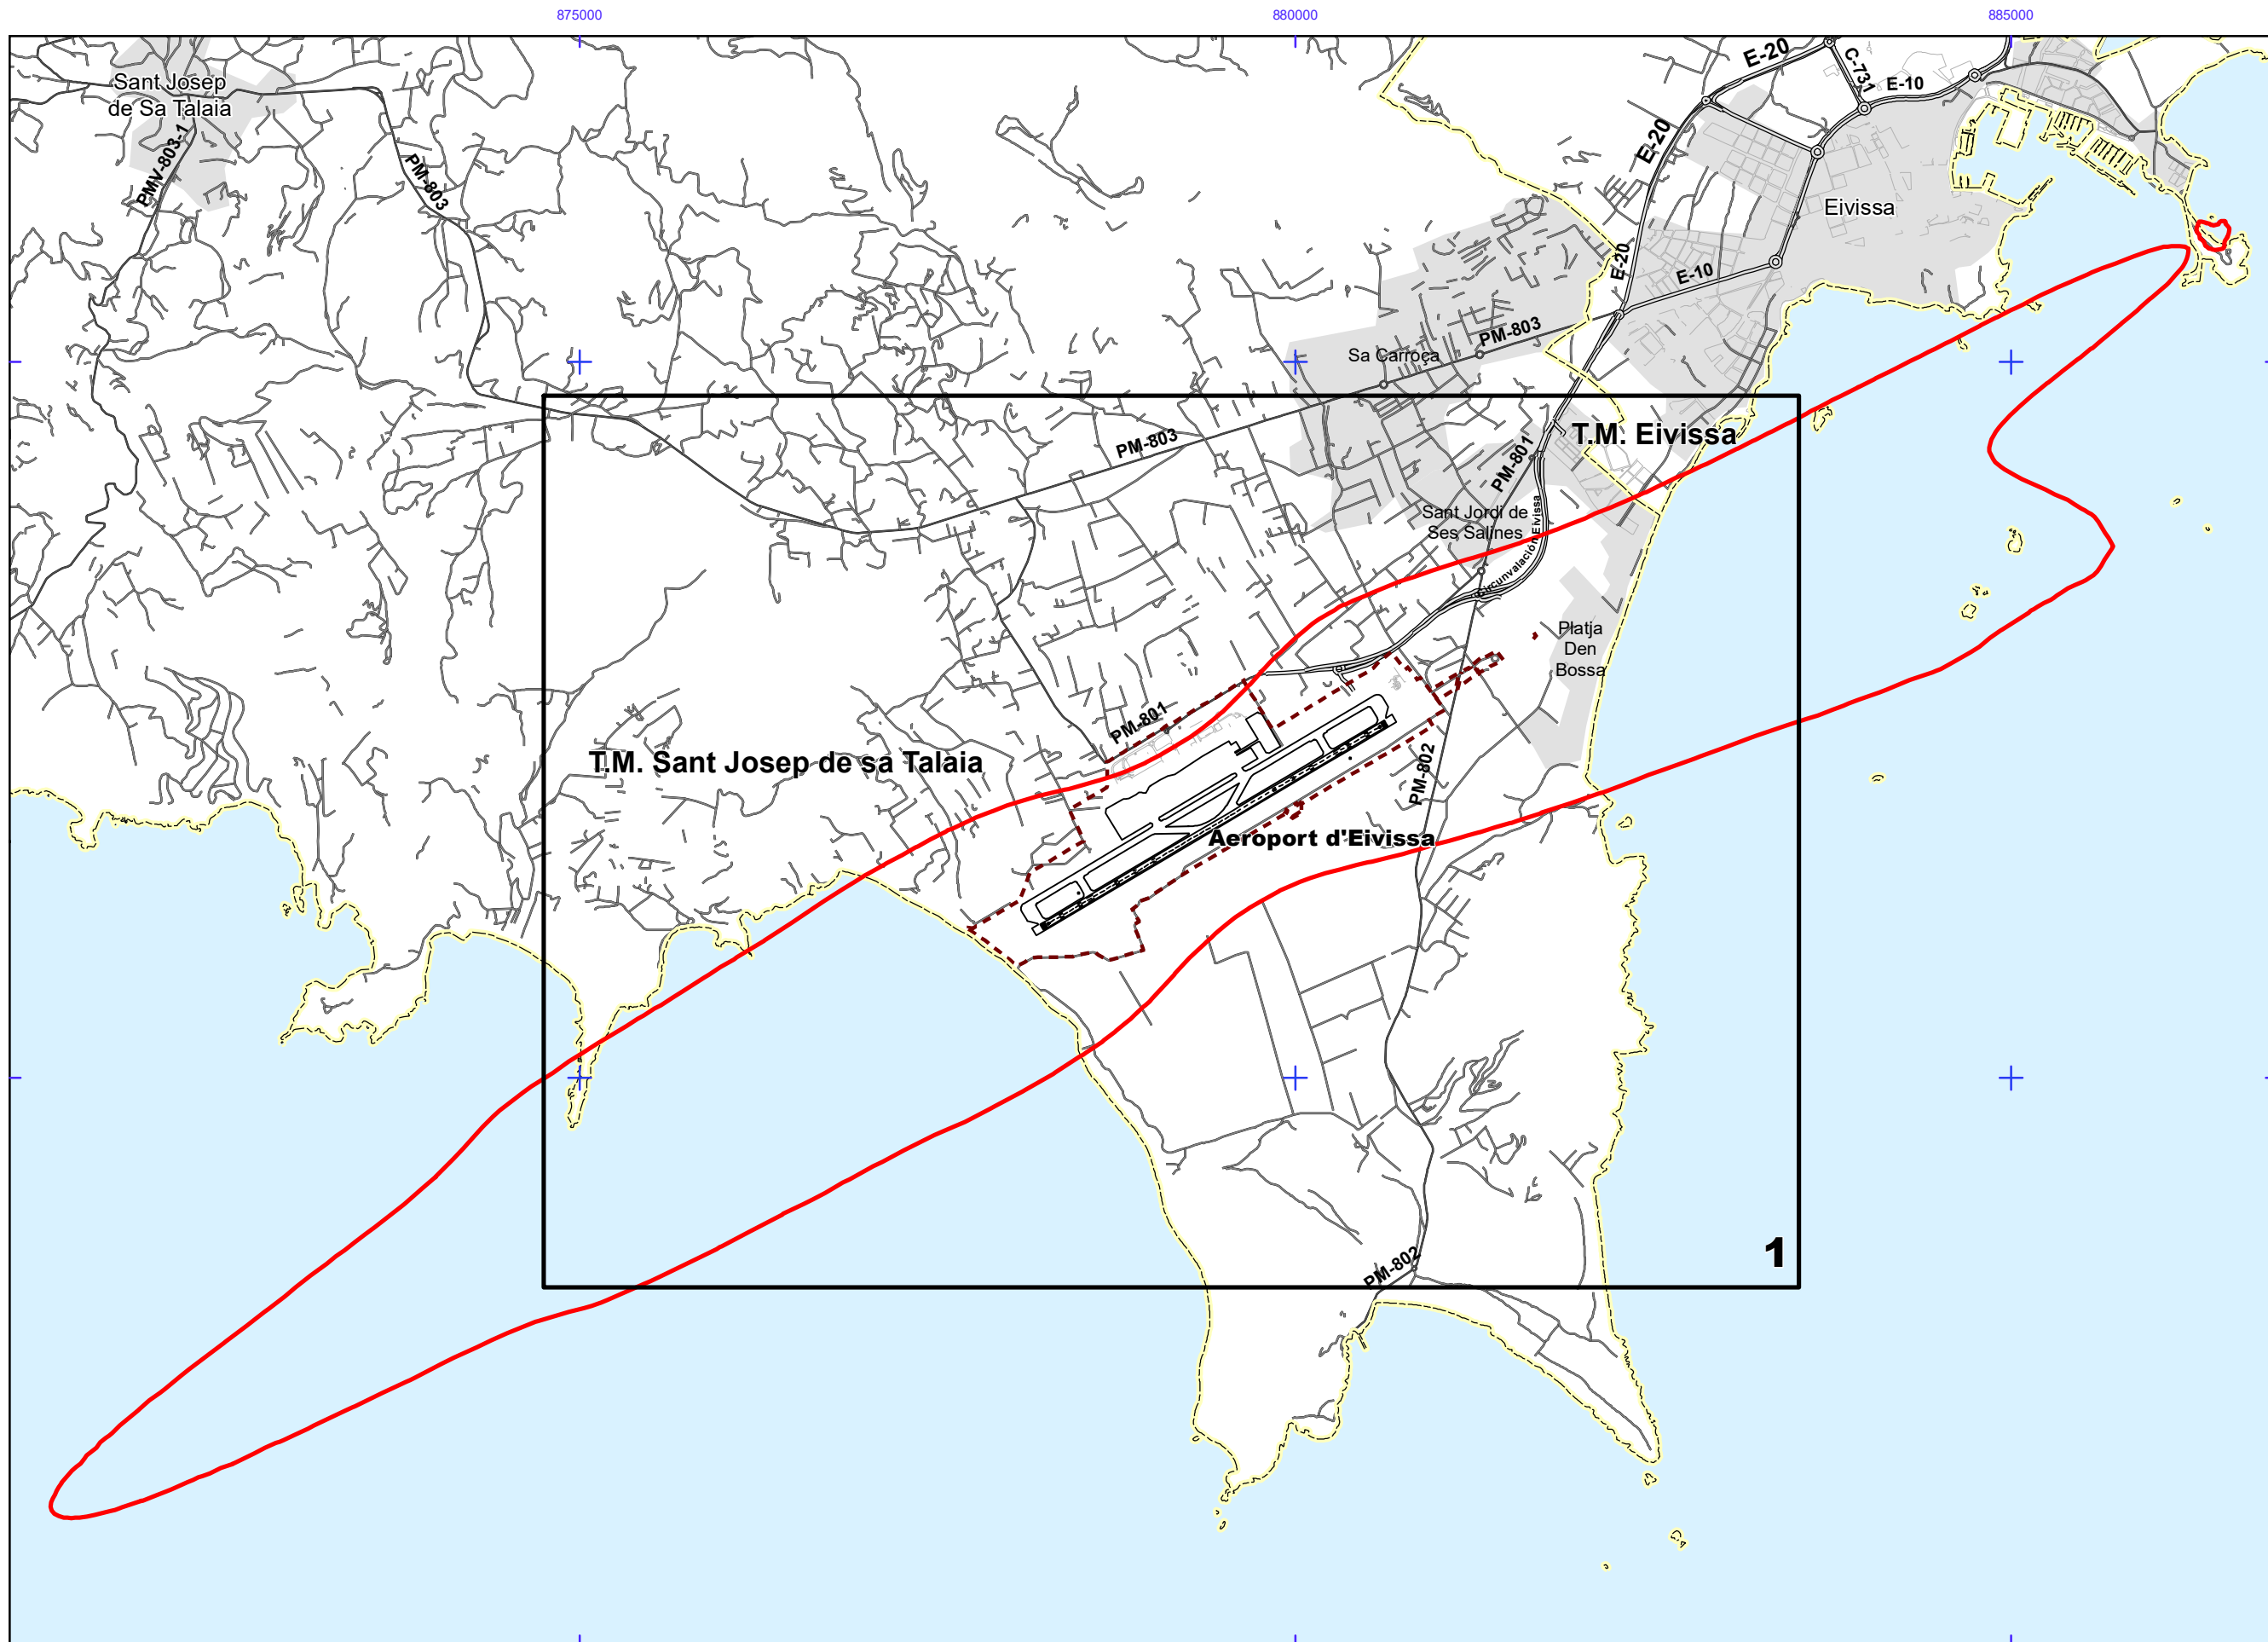 875000
880000
885000
Sant Josep
de Sa Talaia
PMV-803-1
PM-803
E-20
C-731
E-10
E-20
Eivissa
E-20
E-10
PM-803
Sa Carroça
T.M. Eivissa
PM-803
PM-801
Sant Jordi de
Ses Salines
Circunvalación Eivissa
Platja
Den
Bossa
PM-801
T.M. Sant Josep de sa Talaia
PM-802
Aeroport d'Eivissa
PM-802
1